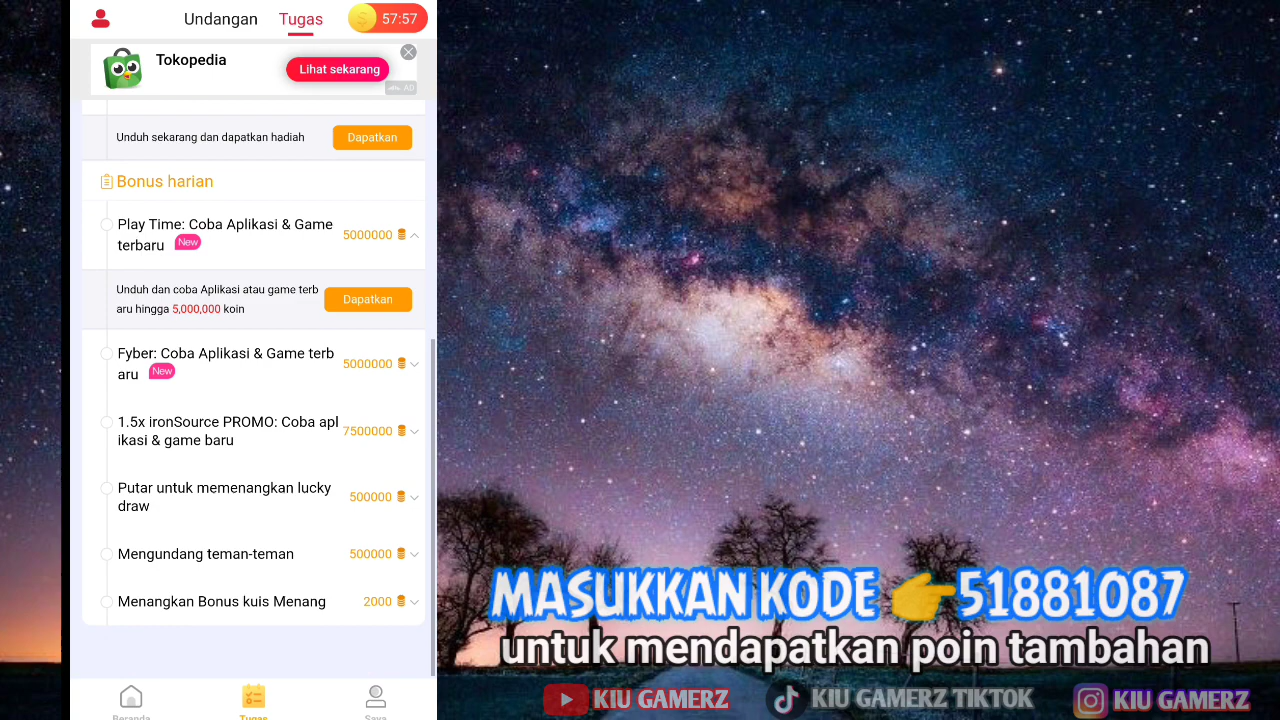 Undangan
Tugas
57:57
Tokopedia
Lihat sekarang
AD
Unduh sekarang dan dapatkan hadiah
Dapatkan
Bonus harian
Play Time: Coba Aplikasi & Game
terbaru New
5000000
Unduh dan coba Aplikasi atau game terb
aru hingga 5,000,000 koin
Dapatkan
Fyber: Coba Aplikasi & Game terb
aru New
5000000
1.5x ironSource PROMO: Coba apl
ikasi & game baru
7500000
Putar untuk memenangkan lucky
draw
500000
Mengundang teman-teman
500000
Menangkan Bonus kuis Menang
2000
Beranda
Tugas
Saya
MASUKKAN KODE 👉51881087
untuk mendapatkan poin tambahan
KIU GAMERZ
KIU GAMERZ TIKTOK
KIU GAMERZ